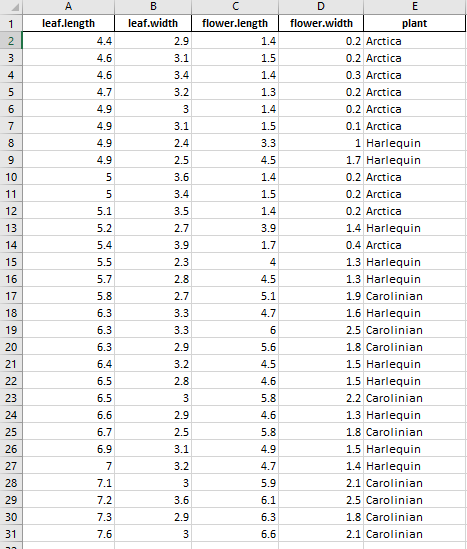 A B C D E
1 leaf.length leaf.width flower.length flower.width plant
2 4.4 2.9 1.4 0.2 Arctica
3 4.6 3.1 1.5 0.2 Arctica
4 4.6 3.4 1.4 0.3 Arctica
5 4.7 3.2 1.3 0.2 Arctica
6 4.9 3 1.4 0.2 Arctica
7 4.9 3.1 1.5 0.1 Arctica
8 4.9 2.4 3.3 1 Harlequin
9 4.9 2.5 4.5 1.7 Harlequin
10 5 3.6 1.4 0.2 Arctica
11 5 3.4 1.5 0.2 Arctica
12 5.1 3.5 1.4 0.2 Arctica
13 5.2 2.7 3.9 1.4 Harlequin
14 5.4 3.9 1.7 0.4 Arctica
15 5.5 2.3 4 1.3 Harlequin
16 5.7 2.8 4.5 1.3 Harlequin
17 5.8 2.7 5.1 1.9 Carolinian
18 6.3 3.3 4.7 1.6 Harlequin
19 6.3 3.3 6 2.5 Carolinian
20 6.3 2.9 5.6 1.8 Carolinian
21 6.4 3.2 4.5 1.5 Harlequin
22 6.5 2.8 4.6 1.5 Harlequin
23 6.5 3 5.8 2.2 Carolinian
24 6.6 2.9 4.6 1.3 Harlequin
25 6.7 2.5 5.8 1.8 Carolinian
26 6.9 3.1 4.9 1.5 Harlequin
27 7 3.2 4.7 1.4 Harlequin
28 7.1 3 5.9 2.1 Carolinian
29 7.2 3.6 6.1 2.5 Carolinian
30 7.3 2.9 6.3 1.8 Carolinian
31 7.6 3 6.6 2.1 Carolinian